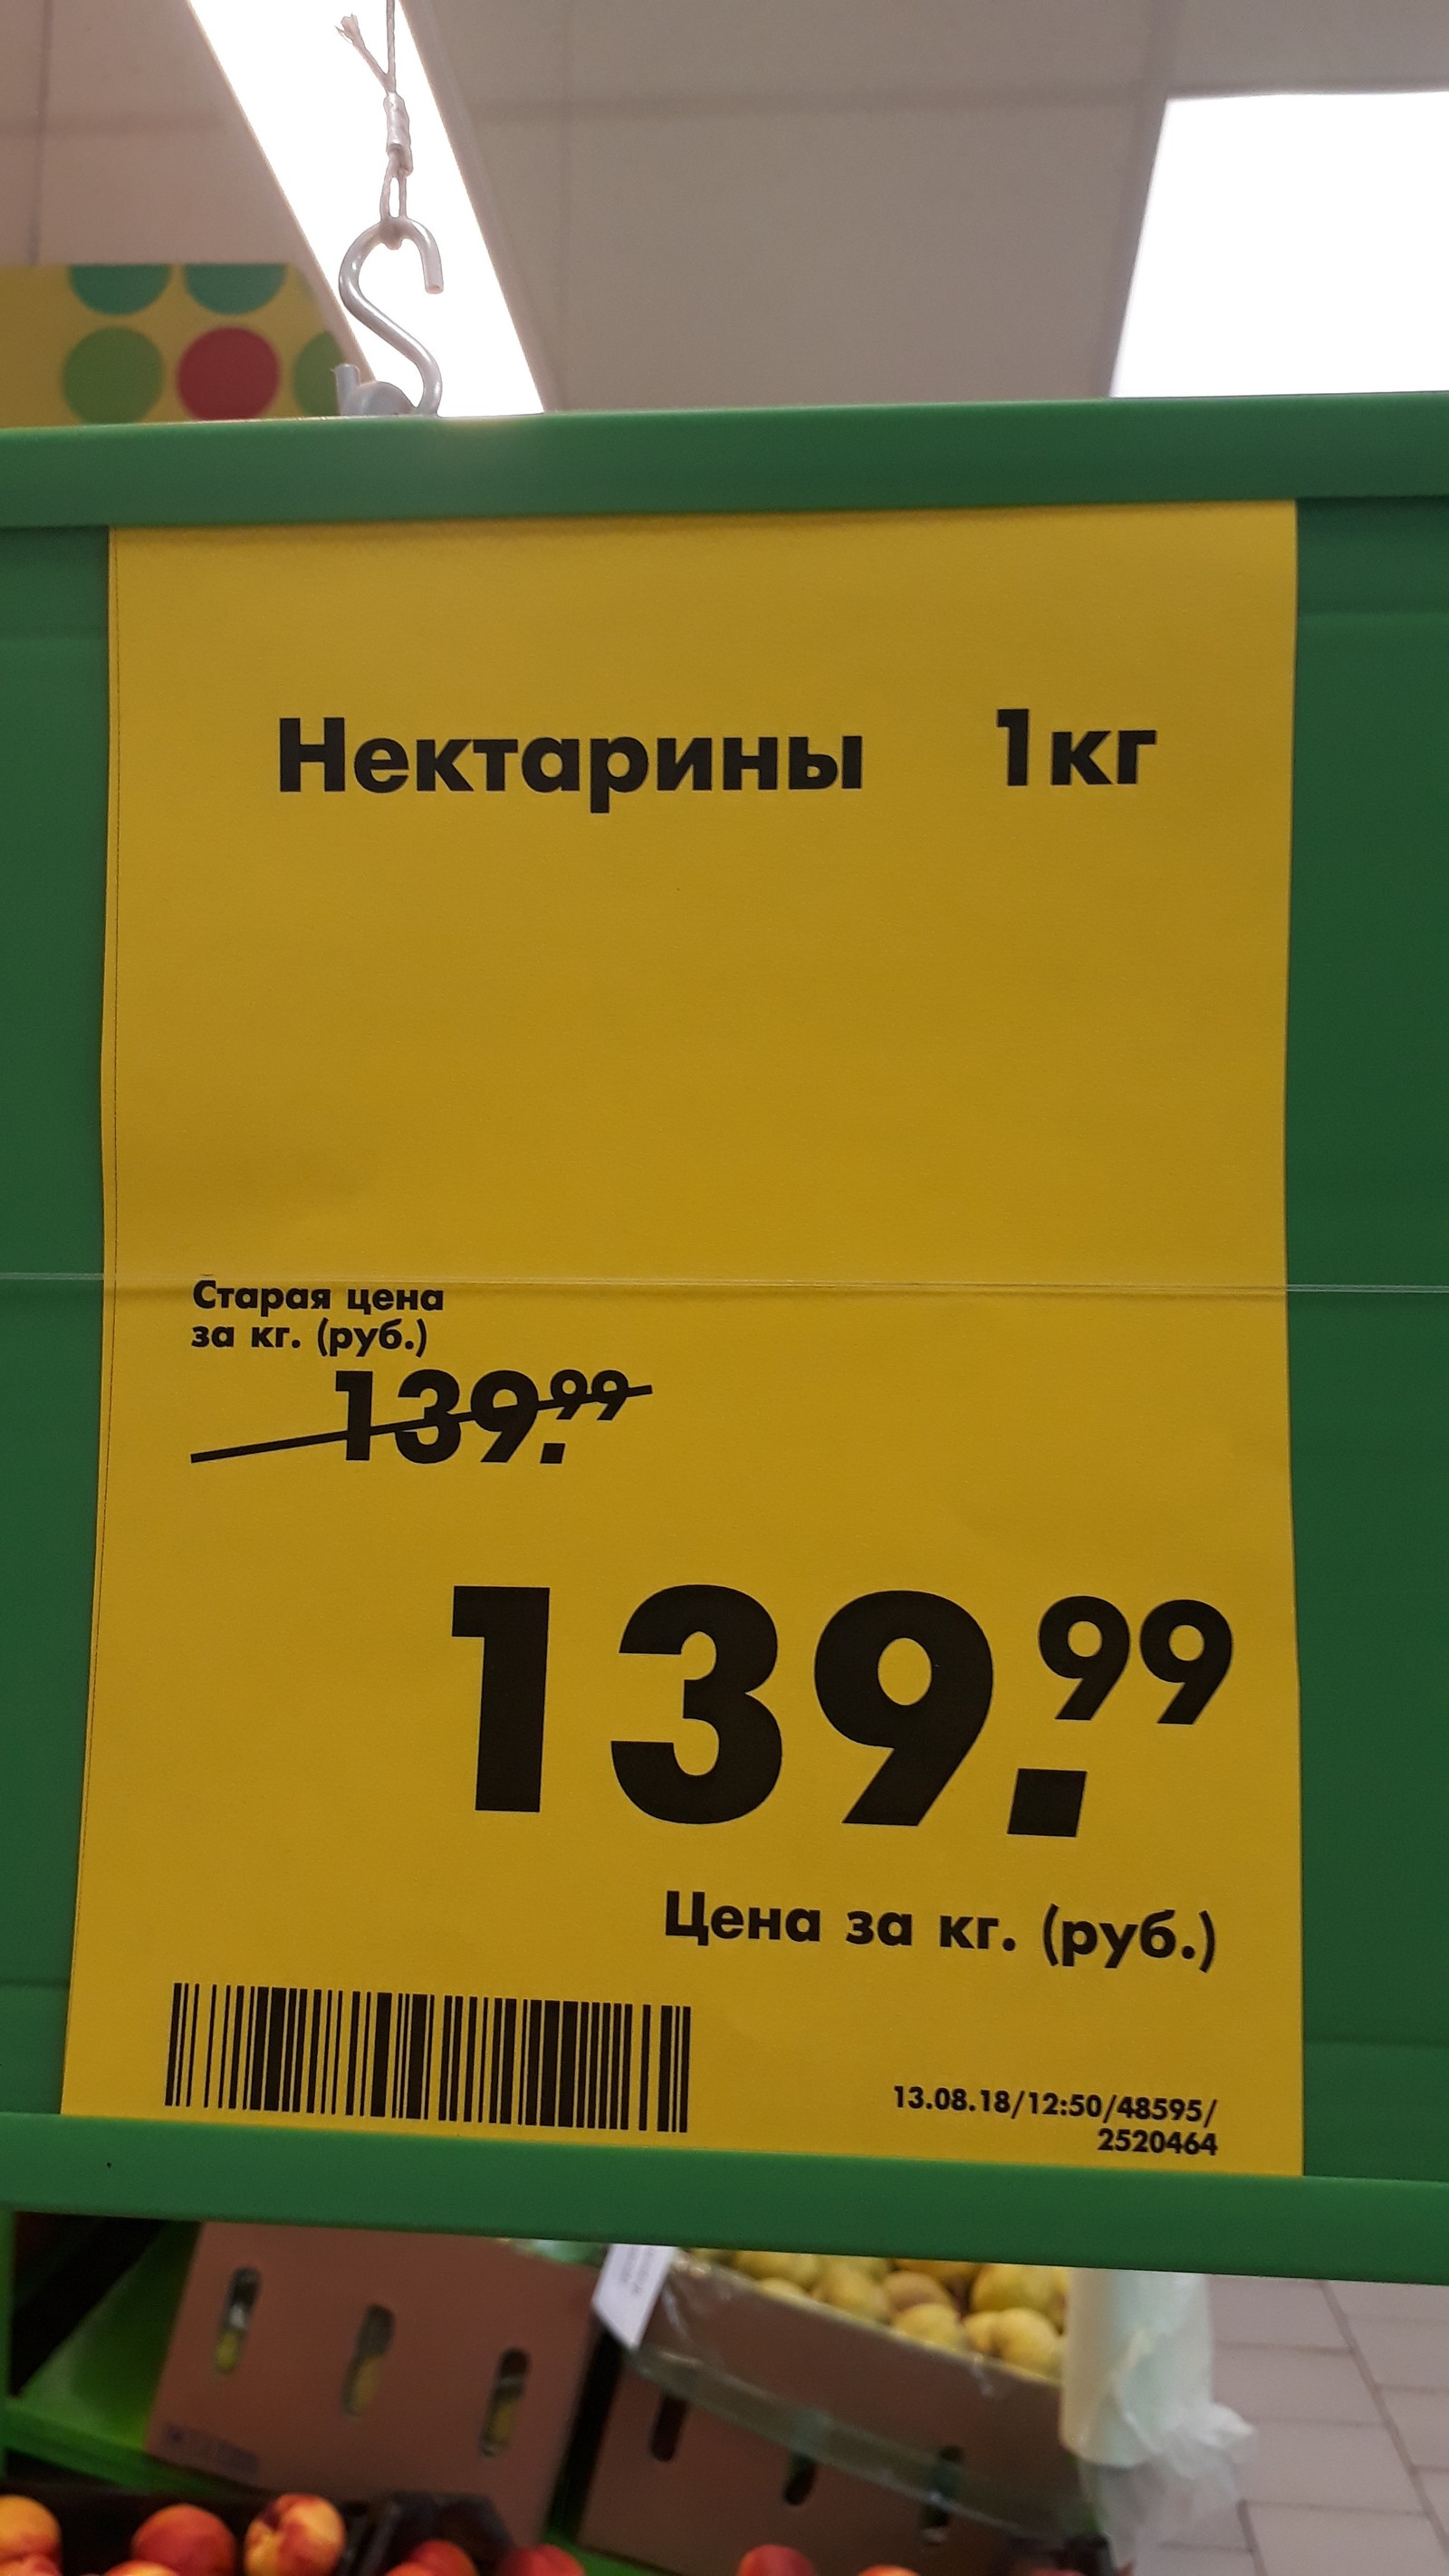 Нектарины 1кг
Старая цена
за кг. (руб.)
139.99
139.99
Цена за кг. (руб.)
13.08.18/12:50/48595/
2520464